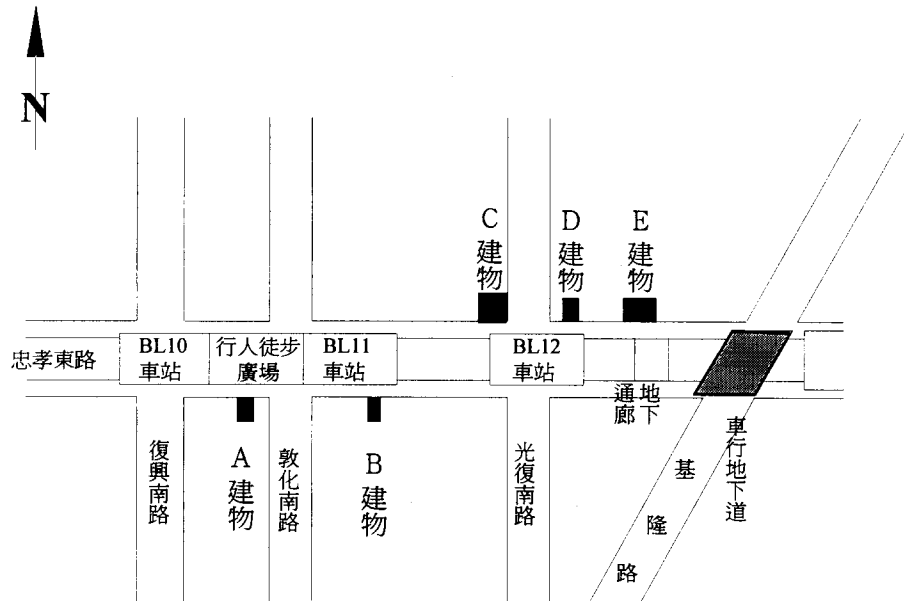 N
C
建
物
D
建
物
E
建
物
忠孝東路
BL10
車站
行人徒步
廣場
BL11
車站
BL12
車站
地下
通廊
復興南路
A
建
物
敦化南路
B
建
物
光復南路
基
隆
路
車行地下道